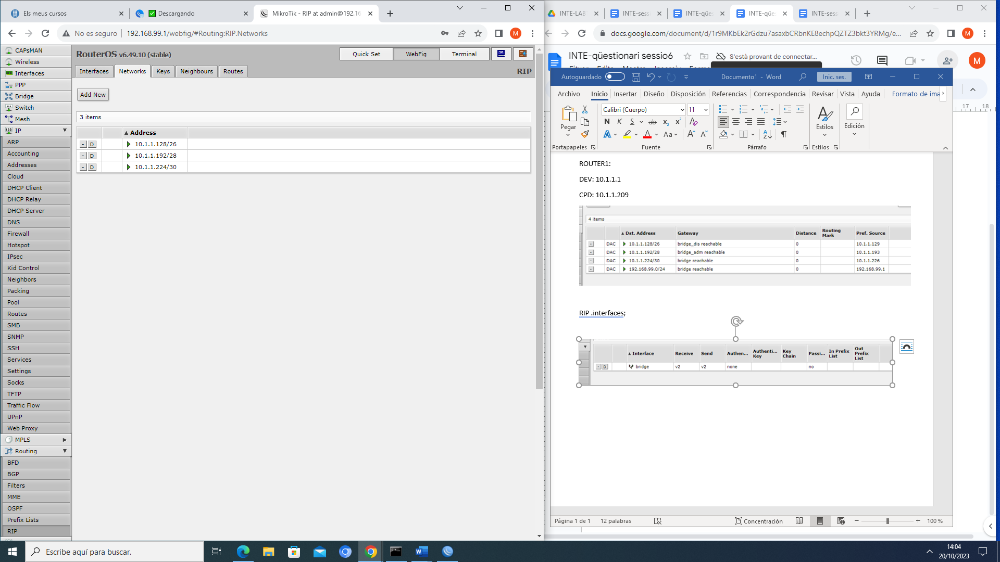 Els meus cursos
Descargando
MikroTik - RIP at admin@192.16
No es seguro
192.168.99.1/webfig/#Routing:RIP.Networks
CAPsMAN
Wireless
Interfaces
PPP
Bridge
Switch
Mesh
IP
ARP
Accounting
Addresses
Cloud
DHCP Client
DHCP Relay
DHCP Server
DNS
Firewall
Hotspot
IPsec
Kid Control
Neighbors
Packing
Pool
Routes
SMB
SNMP
SSH
Services
Settings
Socks
TFTP
Traffic Flow
UPnP
Web Proxy
MPLS
Routing
BFD
BGP
Filters
MME
OSPF
Prefix Lists
RIP
RouterOS v6.49.10 (stable)
Quick Set
WebFig
Terminal
Interfaces
Networks
Keys
Neighbours
Routes
RIP
Add New
3 items
Address
- D 10.1.1.128/26
- D 10.1.1.192/28
- D 10.1.1.224/30
INTE-LAB
INTE-sess
INTE-qües
INTE-qües
INTE-sess
docs.google.com/document/d/1r9MKbEk2rGdzu7asaxbCRbnKE8echpQZTZ3bkt3YRMg/e...
M
M
INTE-qüestionari sessio6
S'està provant de connectar...
M
17 18
Autoguardado
Documento1 - Word
Inic. ses.
Archivo
Inicio
Insertar
Diseño
Disposición
Referencias
Correspondencia
Revisar
Vista
Ayuda
Formato de ima
Pegar
Calibri (Cuerpo)
11
N K S ab x₂ x²
A A Aa A A
Estilos
Edición
Portapapeles
Fuente
Párrafo
Estilos
ROUTER1:
DEV: 10.1.1.1
CPD: 10.1.1.209
4 items
Dst. Address Gateway Distance Routing Mark Pref. Source
- DAC 10.1.1.128/26 bridge_dis reachable 0 10.1.1.129
- DAC 10.1.1.192/28 bridge_adm reachable 0 10.1.1.193
- DAC 10.1.1.224/30 bridge reachable 0 10.1.1.226
- DAC 192.168.99.0/24 bridge reachable 0 192.168.99.1
RIP .interfaces;
Interface Receive Send Authen... Authenti... Key Key Chain Passi... In Prefix List Out Prefix List
- D bridge v2 v2 none no
Página 1 de 1
12 palabras
Concentración
100 %
Escribe aquí para buscar.
14:04
20/10/2023